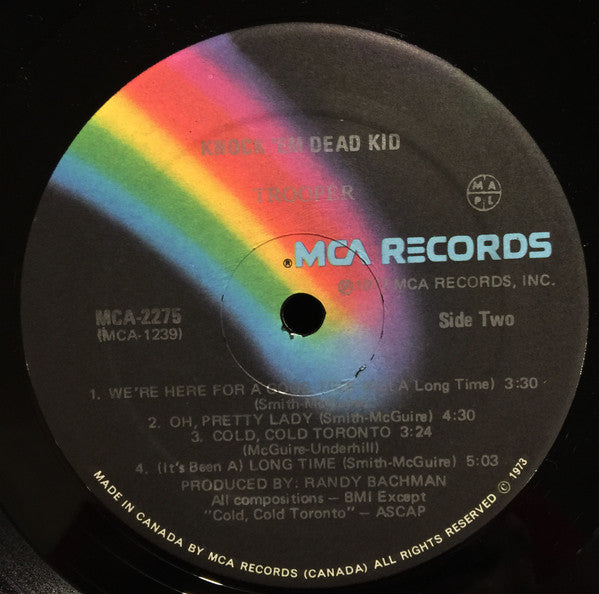 KNOCK 'EM DEAD KID
TROOPER
M A
P L
® MCA RECORDS
MCA RECORDS, INC.
MCA-2275
(MCA-1239)
Side Two
1. WE'RE HERE FOR A GOOD A Long Time) 3:30
(Smith-McGuire)
2. OH, PRETTY LADY (Smith-McGuire) 4:30
3. COLD, COLD TORONTO 3:24
(McGuire-Underhill)
4. (It's Been A) LONG TIME (Smith-McGuire) 5:03
PRODUCED BY: RANDY BACHMAN
All compositions — BMI Except
"Cold, Cold Toronto" — ASCAP
MADE IN CANADA BY MCA RECORDS (CANADA) ALL RIGHTS RESERVED © 1973